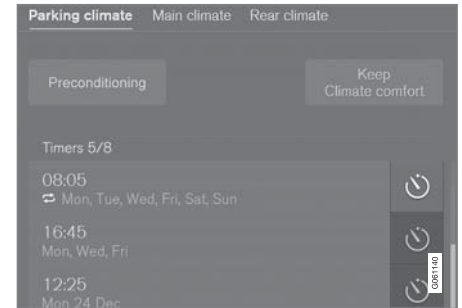 Parking climate Main climate Rear climate
Preconditioning
Keep
Climate comfort
Timers 5/8
08:05
Mon, Tue, Wed, Fri, Sat, Sun
16:45
Mon, Wed, Fri
12:25
Mon 24 Dec
G061140